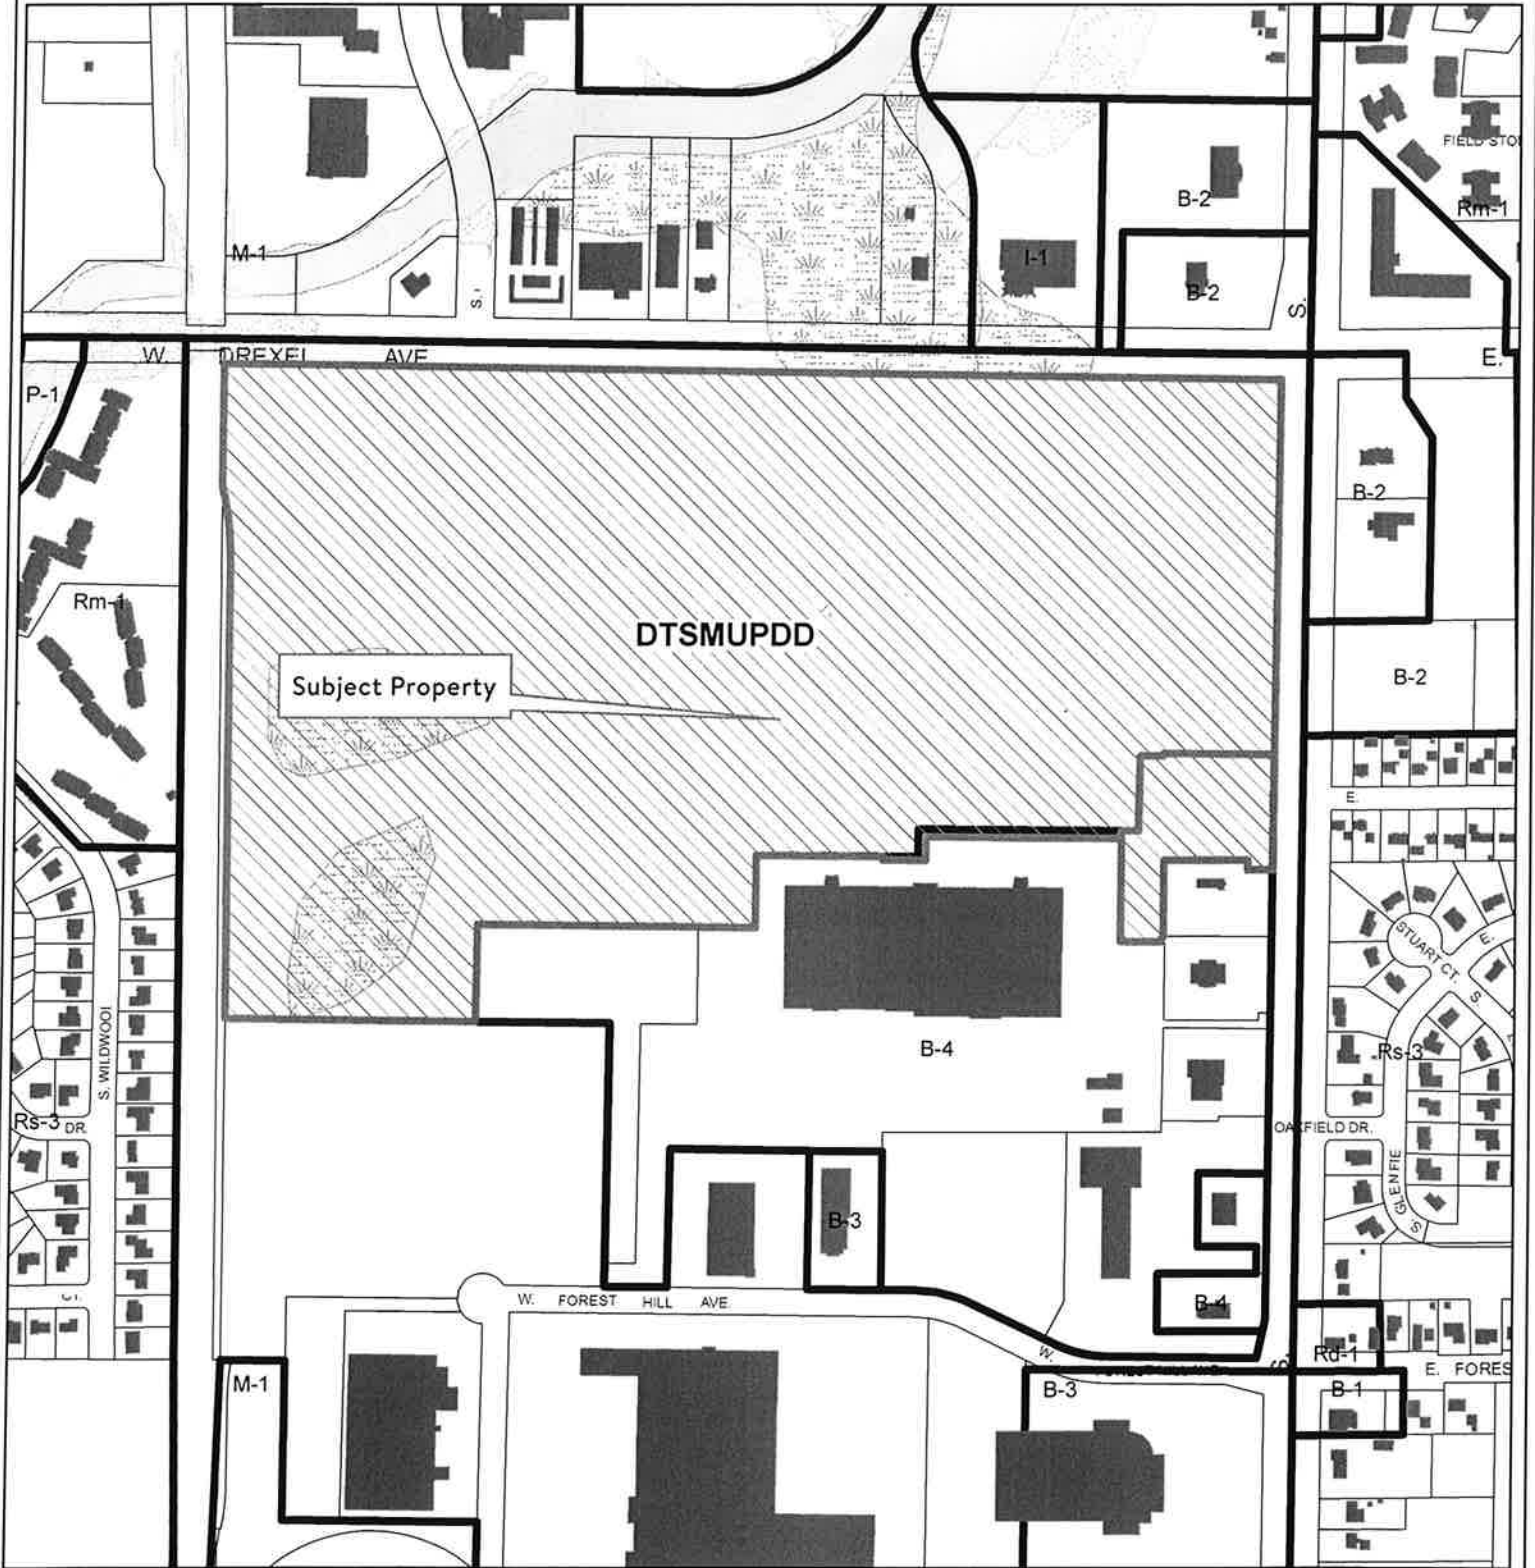 FIELD STO
B-2
Rm-1
M-1
I-1
B-2
S.
S.
W. DREXEL AVE
E.
P-1
B-2
Rm-1
DTSMUPDD
Subject Property
B-2
E.
STUART CT.
E.
S.
S. WILDWOOI
B-4
Rs-3
Rs-3 DR.
OAKFIELD DR.
S. GLENFIE
B-3
CT.
W. FOREST HILL AVE.
B-4
W.
S.
Rd-1
E. FORES
M-1
B-3
B-1